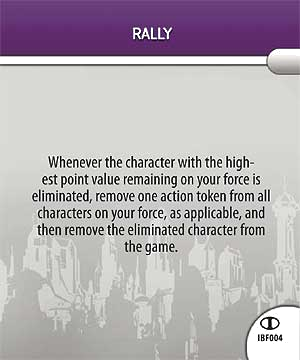 RALLY
Whenever the character with the high-
est point value remaining on your force is
eliminated, remove one action token from all
characters on your force, as applicable, and
then remove the eliminated character from
the game.
IBF004